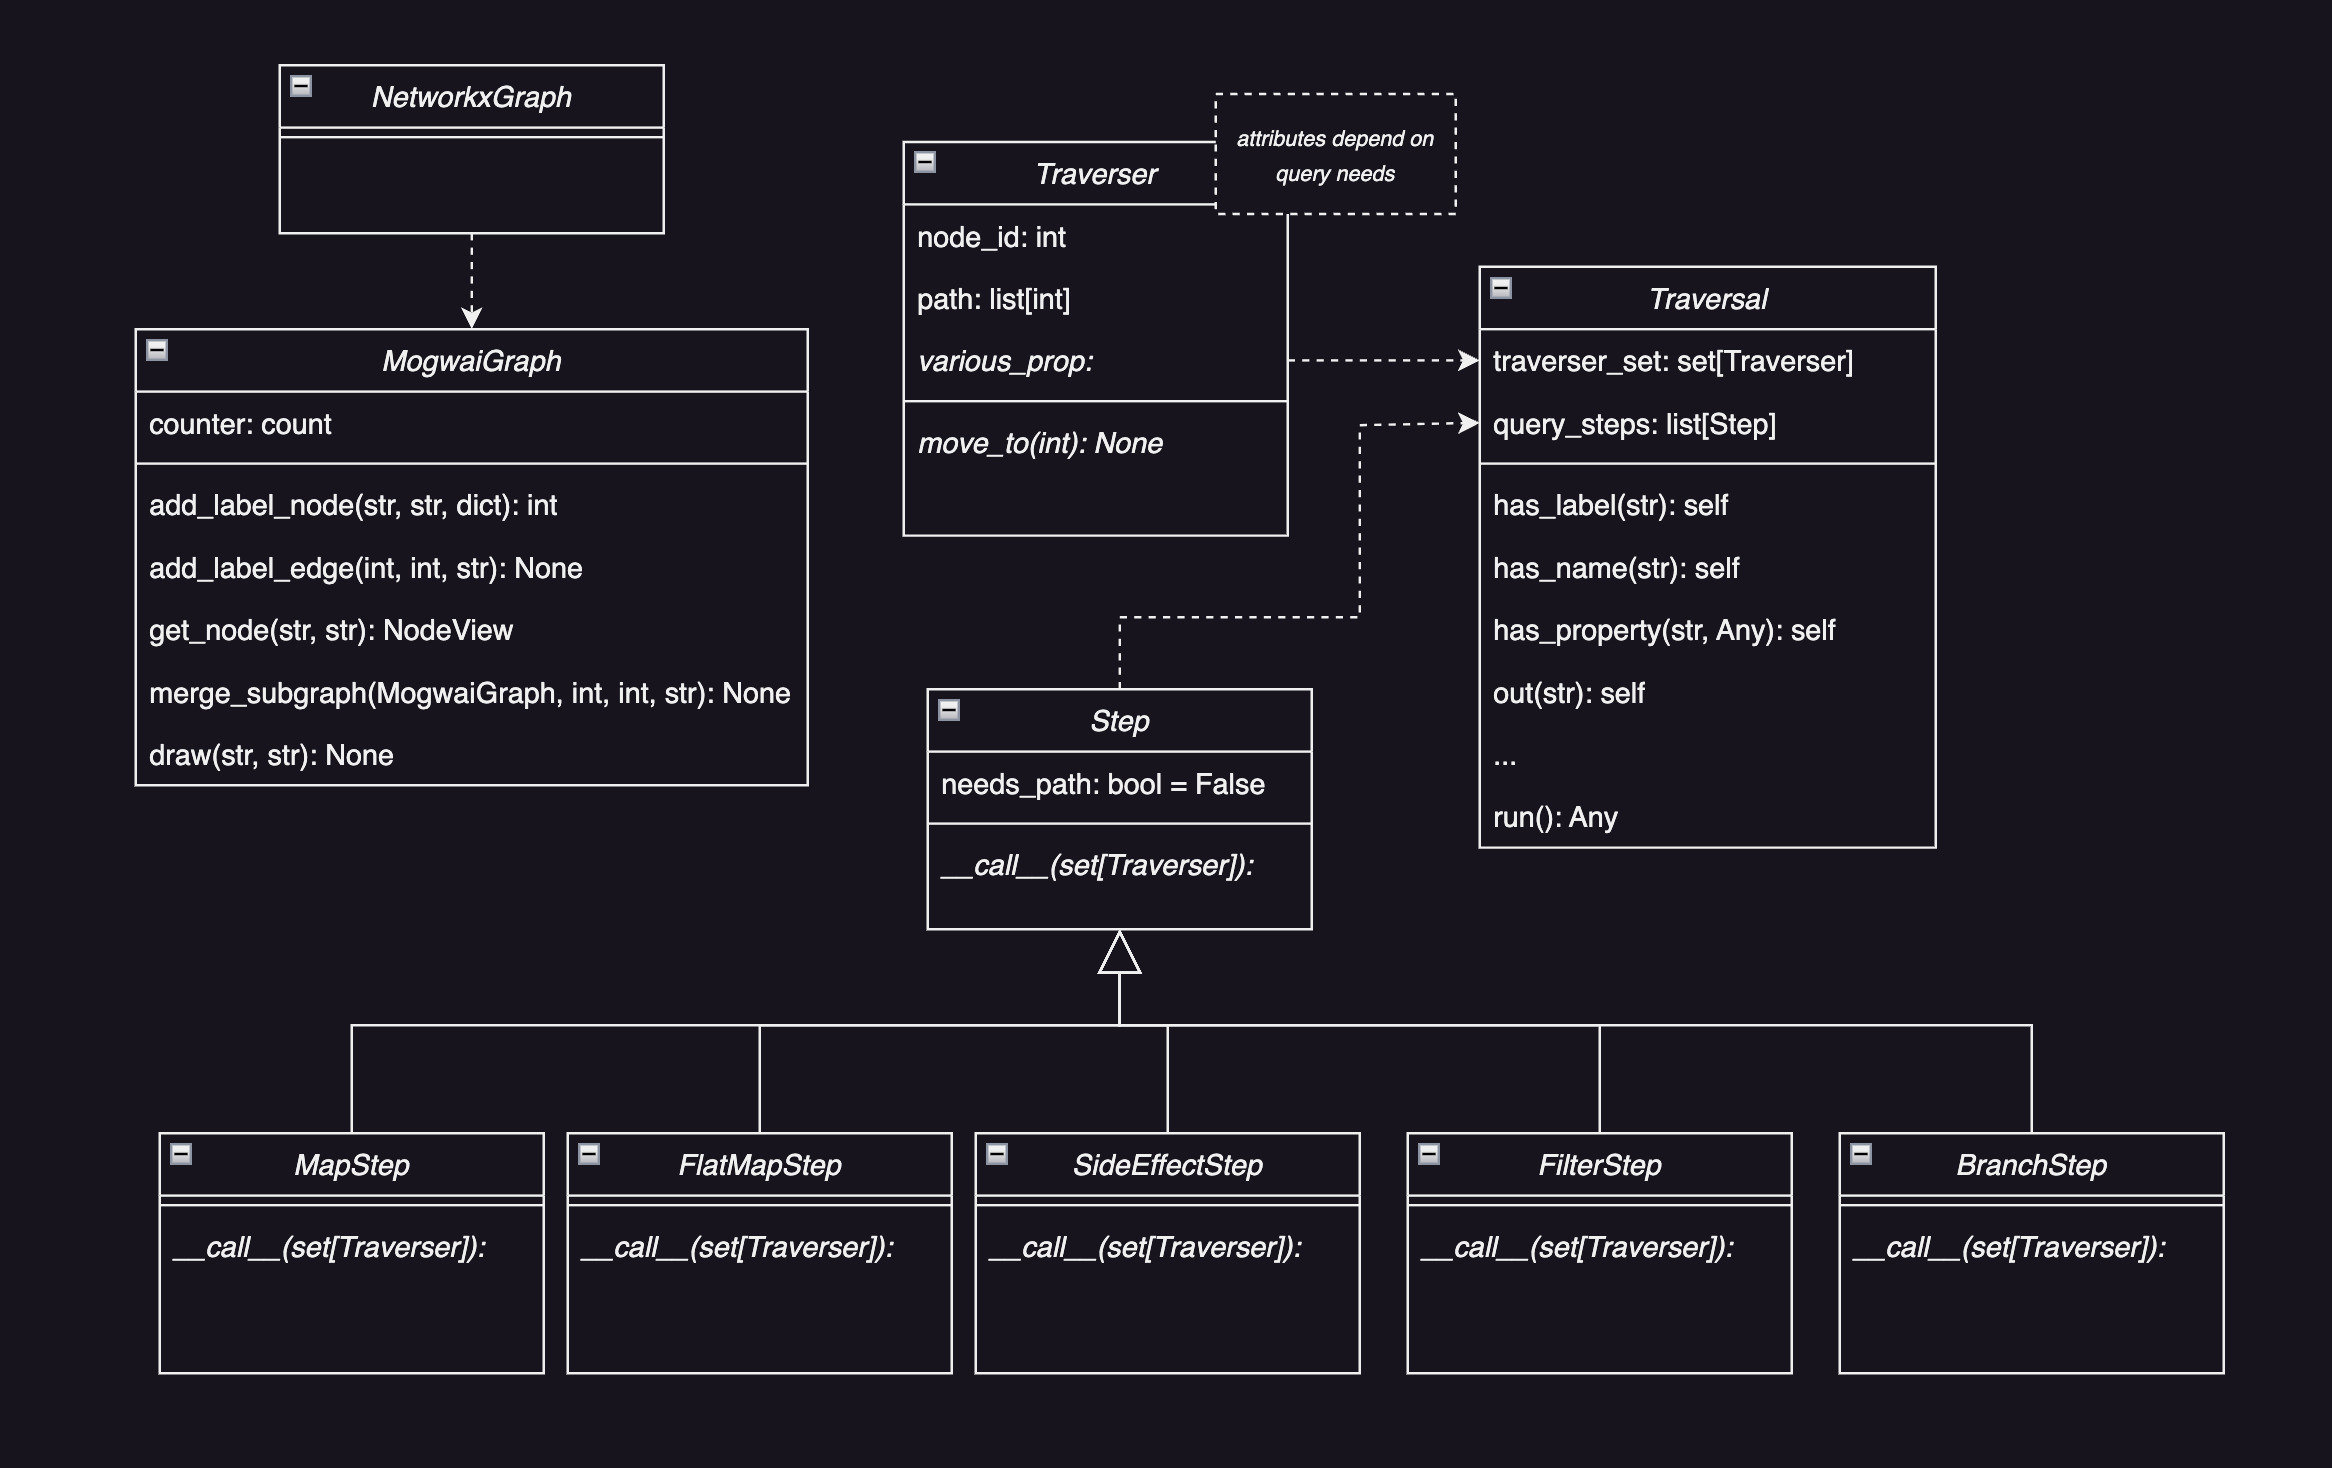 NetworkxGraph
MogwaiGraph
counter: count
add_label_node(str, str, dict): int
add_label_edge(int, int, str): None
get_node(str, str): NodeView
merge_subgraph(MogwaiGraph, int, int, str): None
draw(str, str): None
attributes depend on
query needs
Traverser
node_id: int
path: list[int]
various_prop:
move_to(int): None
Traversal
traverser_set: set[Traverser]
query_steps: list[Step]
has_label(str): self
has_name(str): self
has_property(str, Any): self
out(str): self
...
run(): Any
Step
needs_path: bool = False
__call__(set[Traverser]):
MapStep
__call__(set[Traverser]):
FlatMapStep
__call__(set[Traverser]):
SideEffectStep
__call__(set[Traverser]):
FilterStep
__call__(set[Traverser]):
BranchStep
__call__(set[Traverser]):